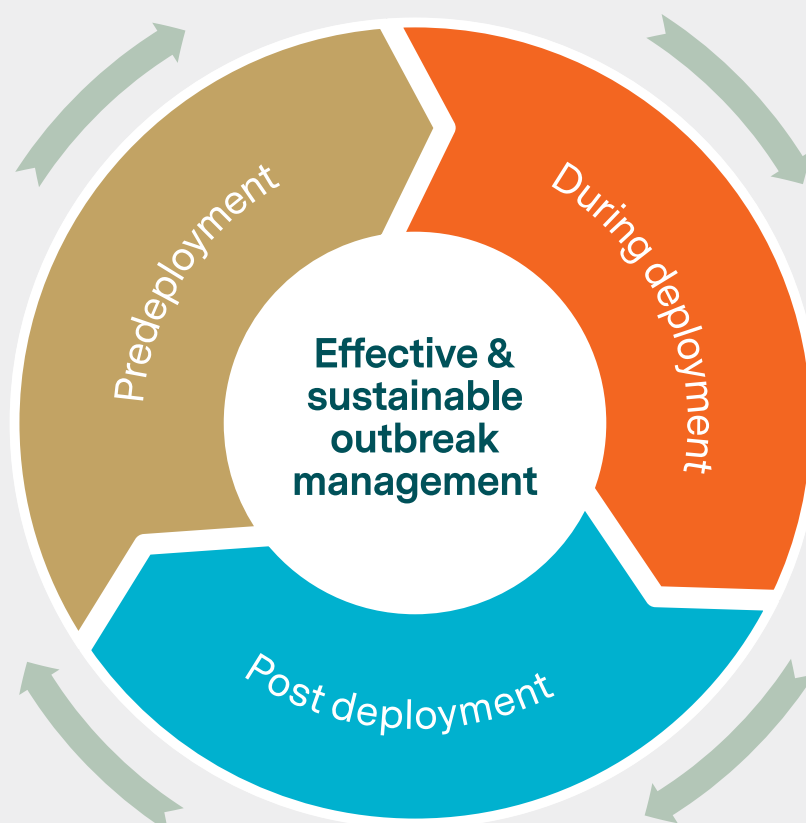 Predeployment
During deployment
Effective &
sustainable
outbreak
management
Post deployment